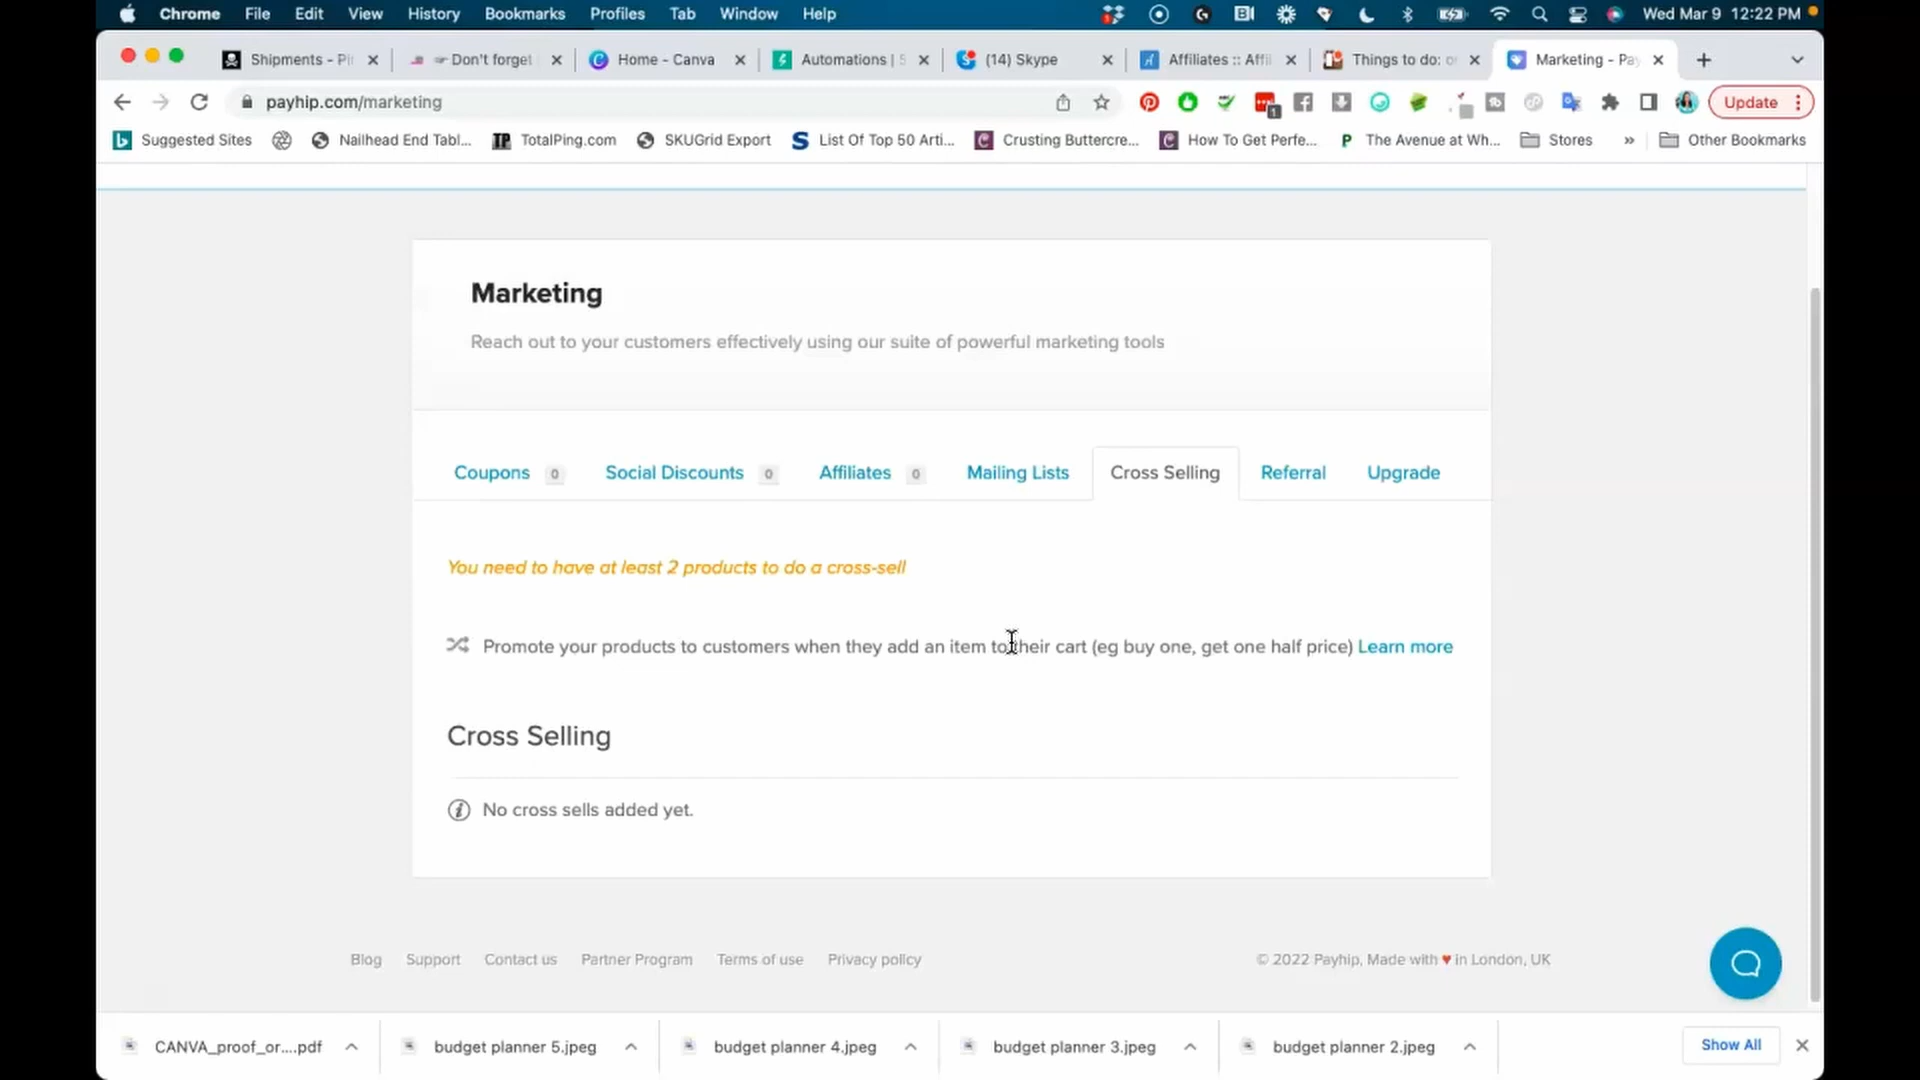 Chrome File Edit View History Bookmarks Profiles Tab Window Help Wed Mar 9 12:22 PM
Shipments - Don't forget Home - Canva Automations | (14) Skype Affiliates :: Affil Things to do: Marketing - Pay
payhip.com/marketing Update
Suggested Sites Nailhead End Tabl... TotalPing.com SKUGrid Export List Of Top 50 Arti... Crusting Buttercre... How To Get Perfe... The Avenue at Wh... Stores » Other Bookmarks
Marketing
Reach out to your customers effectively using our suite of powerful marketing tools
Coupons 0 Social Discounts 0 Affiliates 0 Mailing Lists Cross Selling Referral Upgrade
You need to have at least 2 products to do a cross-sell
Promote your products to customers when they add an item to their cart (eg buy one, get one half price) Learn more
Cross Selling
No cross sells added yet.
Blog Support Contact us Partner Program Terms of use Privacy policy © 2022 Payhip, Made with ♥ in London, UK
CANVA_proof_or....pdf budget planner 5.jpeg budget planner 4.jpeg budget planner 3.jpeg budget planner 2.jpeg Show All